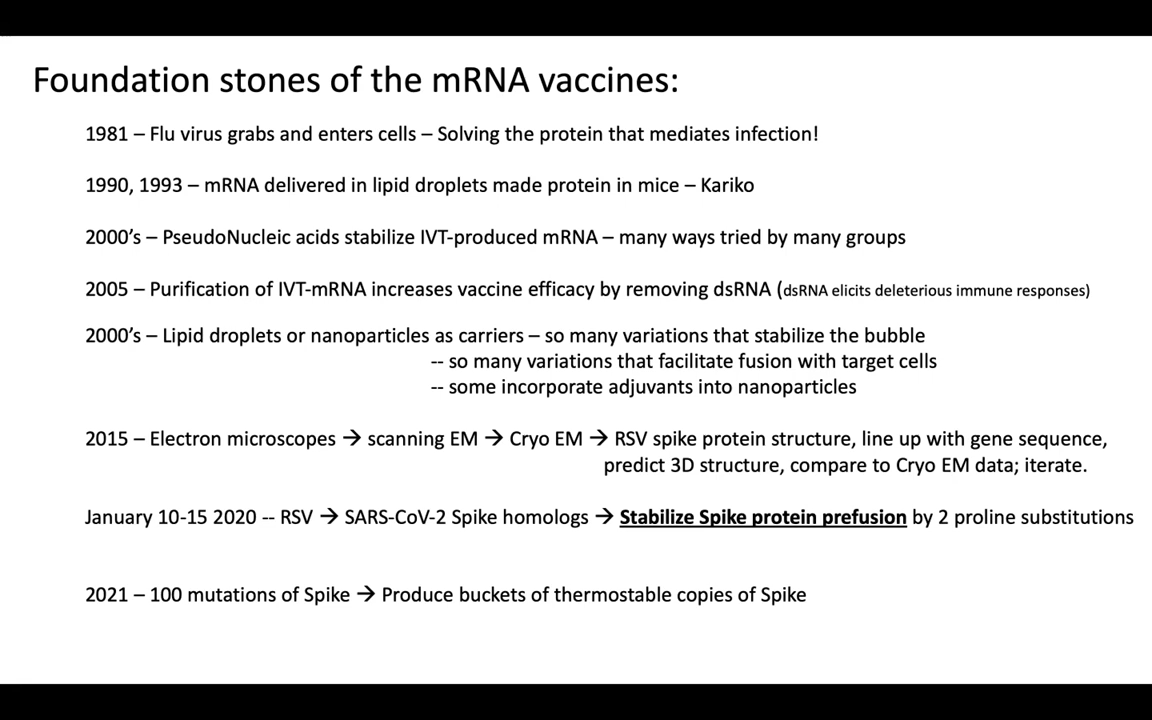 Foundation stones of the mRNA vaccines:
1981 – Flu virus grabs and enters cells – Solving the protein that mediates infection!
1990, 1993 – mRNA delivered in lipid droplets made protein in mice – Kariko
2000’s – PseudoNucleic acids stabilize IVT-produced mRNA – many ways tried by many groups
2005 – Purification of IVT-mRNA increases vaccine efficacy by removing dsRNA (dsRNA elicits deleterious immune responses)
2000’s – Lipid droplets or nanoparticles as carriers – so many variations that stabilize the bubble
-- so many variations that facilitate fusion with target cells
-- some incorporate adjuvants into nanoparticles
2015 – Electron microscopes → scanning EM → Cryo EM → RSV spike protein structure, line up with gene sequence,
predict 3D structure, compare to Cryo EM data; iterate.
January 10-15 2020 -- RSV → SARS-CoV-2 Spike homologs → Stabilize Spike protein prefusion by 2 proline substitutions
2021 – 100 mutations of Spike → Produce buckets of thermostable copies of Spike